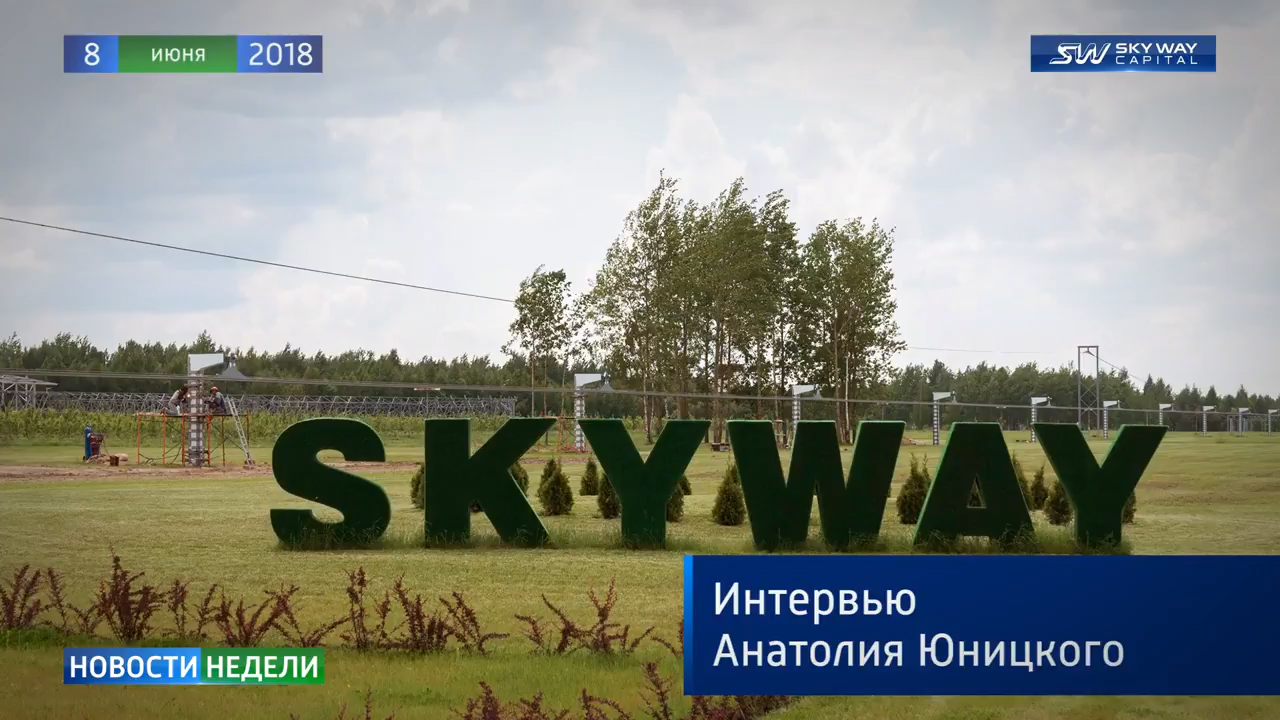 8 июня 2018
SW SKY WAY
CAPITAL
SKYWAY
Интервью
Анатолия Юницкого
НОВОСТИ НЕДЕЛИ